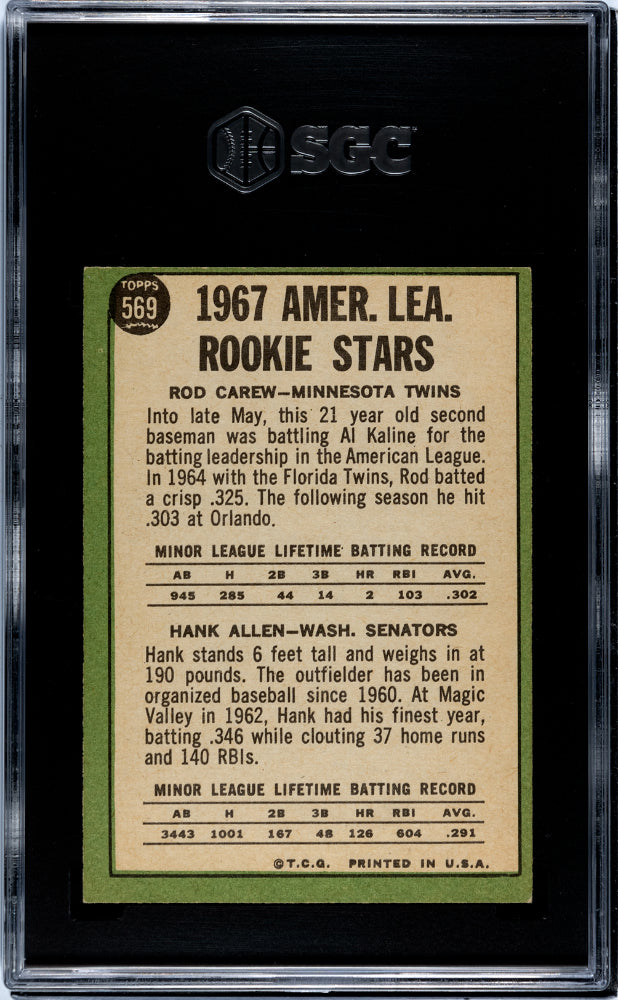 SGC
TOPPS
569
1967 AMER. LEA.
ROOKIE STARS
ROD CAREW–MINNESOTA TWINS
Into late May, this 21 year old second
baseman was battling Al Kaline for the
batting leadership in the American League.
In 1964 with the Florida Twins, Rod batted
a crisp .325. The following season he hit
.303 at Orlando.
MINOR LEAGUE LIFETIME BATTING RECORD
AB H 2B 3B HR RBI AVG.
945 285 44 14 2 103 .302
HANK ALLEN–WASH. SENATORS
Hank stands 6 feet tall and weighs in at
190 pounds. The outfielder has been in
organized baseball since 1960. At Magic
Valley in 1962, Hank had his finest year,
batting .346 while clouting 37 home runs
and 140 RBIs.
MINOR LEAGUE LIFETIME BATTING RECORD
AB H 2B 3B HR RBI AVG.
3443 1001 167 48 126 604 .291
©T.C.G. PRINTED IN U.S.A.